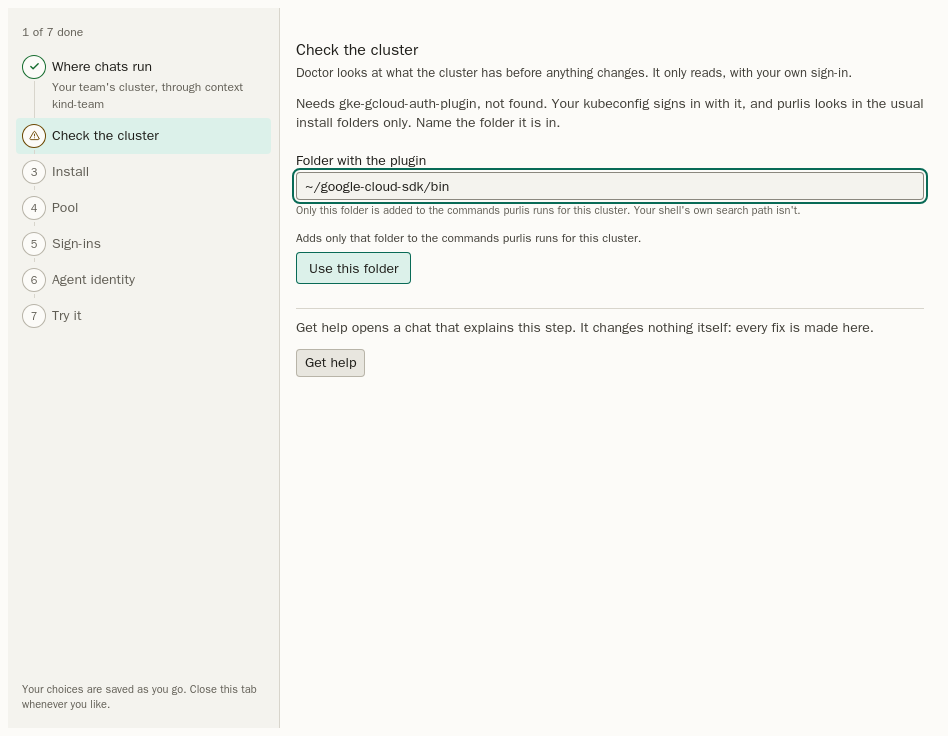 1 of 7 done
Where chats run
Your team's cluster, through context
kind-team
Check the cluster
3 Install
4 Pool
5 Sign-ins
6 Agent identity
7 Try it
Your choices are saved as you go. Close this tab
whenever you like.
Check the cluster
Doctor looks at what the cluster has before anything changes. It only reads, with your own sign-in.
Needs gke-gcloud-auth-plugin, not found. Your kubeconfig signs in with it, and purlis looks in the usual
install folders only. Name the folder it is in.
Folder with the plugin
~/google-cloud-sdk/bin
Only this folder is added to the commands purlis runs for this cluster. Your shell's own search path isn't.
Adds only that folder to the commands purlis runs for this cluster.
Use this folder
Get help opens a chat that explains this step. It changes nothing itself: every fix is made here.
Get help